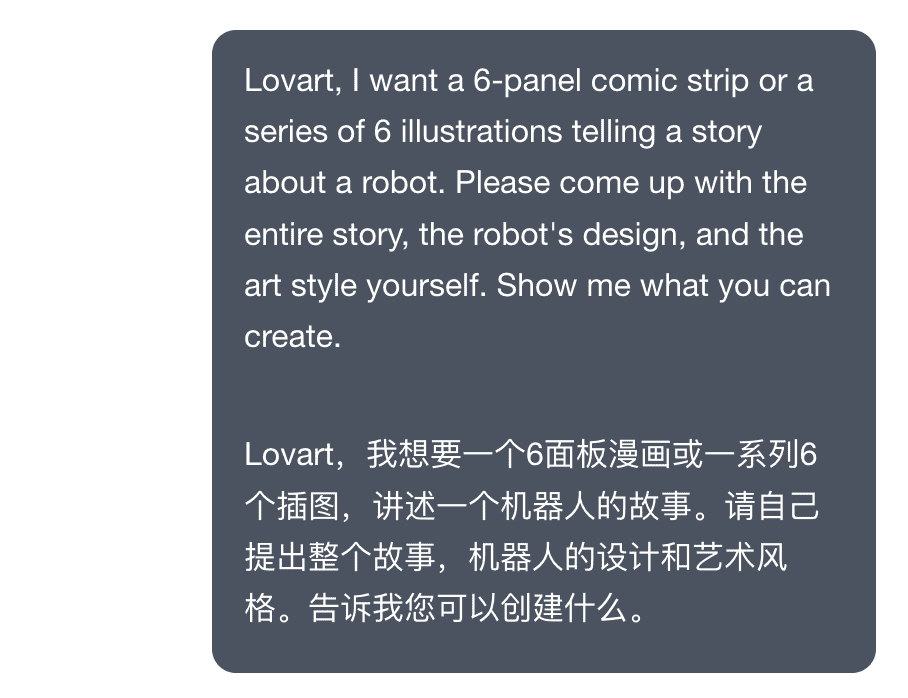 Lovart, I want a 6-panel comic strip or a
series of 6 illustrations telling a story
about a robot. Please come up with the
entire story, the robot's design, and the
art style yourself. Show me what you can
create.
Lovart，我想要一个6面板漫画或一系列6
个插图，讲述一个机器人的故事。请自己
提出整个故事，机器人的设计和艺术风
格。告诉我您可以创建什么。